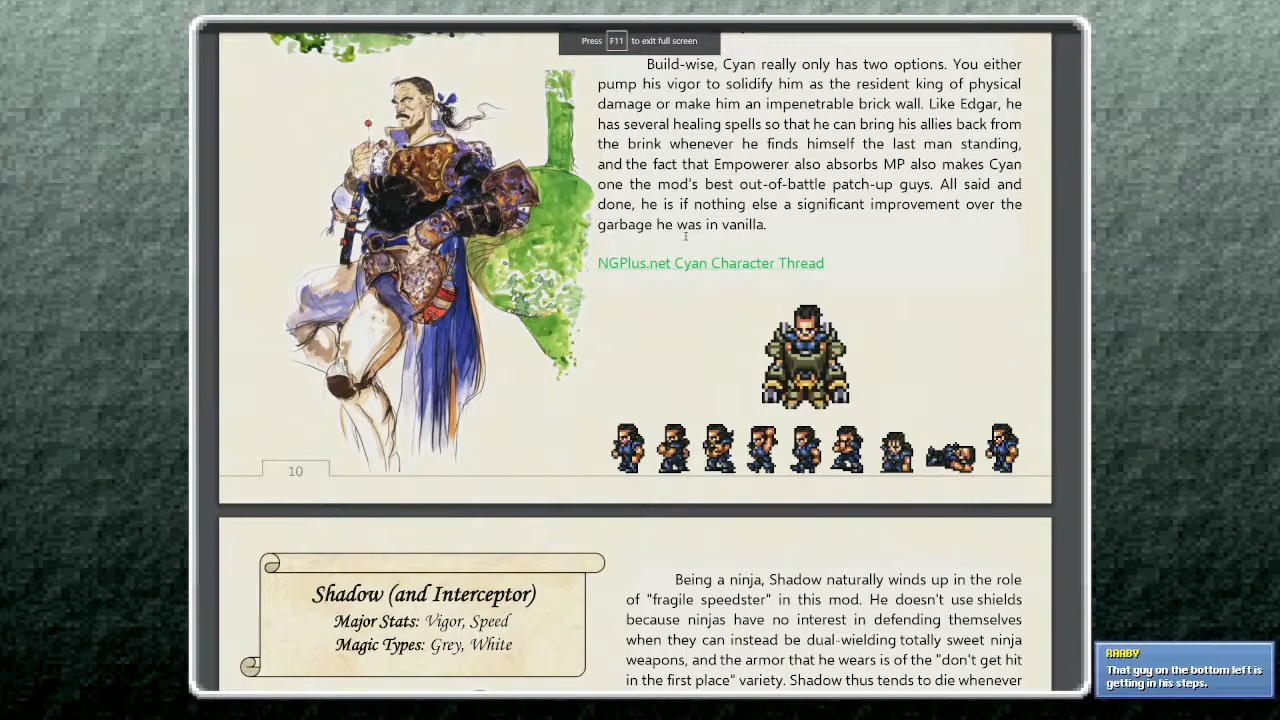 Press F11 to exit full screen
Build-wise, Cyan really only has two options. You either
pump his vigor to solidify him as the resident king of physical
damage or make him an impenetrable brick wall. Like Edgar, he
has several healing spells so that he can bring his allies back from
the brink whenever he finds himself the last man standing,
and the fact that Empowerer also absorbs MP also makes Cyan
one the mod's best out-of-battle patch-up guys. All said and
done, he is if nothing else a significant improvement over the
garbage he was in vanilla.
NGPlus.net Cyan Character Thread
10
Shadow (and Interceptor)
Major Stats: Vigor, Speed
Magic Types: Grey, White
Being a ninja, Shadow naturally winds up in the role
of "fragile speedster" in this mod. He doesn't use shields
because ninjas have no interest in defending themselves
when they can instead be dual-wielding totally sweet ninja
weapons, and the armor that he wears is of the "don't get hit
in the first place" variety. Shadow thus tends to die whenever
RAABY
That guy on the bottom left is
getting in his steps.